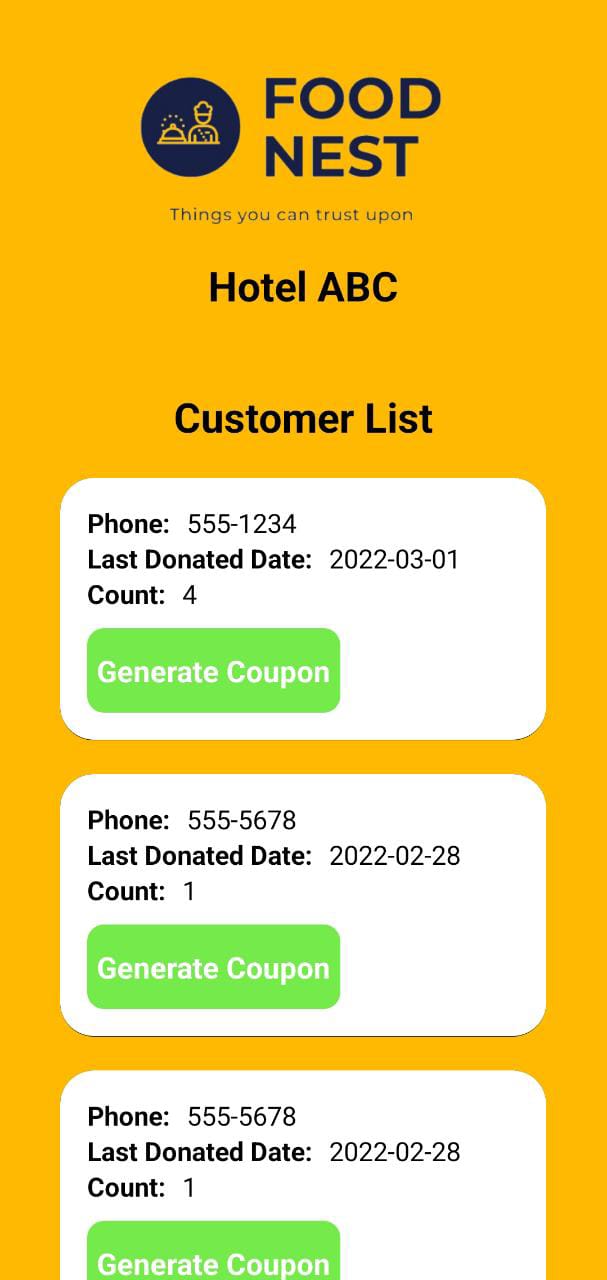 FOOD
NEST
Things you can trust upon
Hotel ABC
Customer List
Phone: 555-1234
Last Donated Date: 2022-03-01
Count: 4
Generate Coupon
Phone: 555-5678
Last Donated Date: 2022-02-28
Count: 1
Generate Coupon
Phone: 555-5678
Last Donated Date: 2022-02-28
Count: 1
Generate Coupon